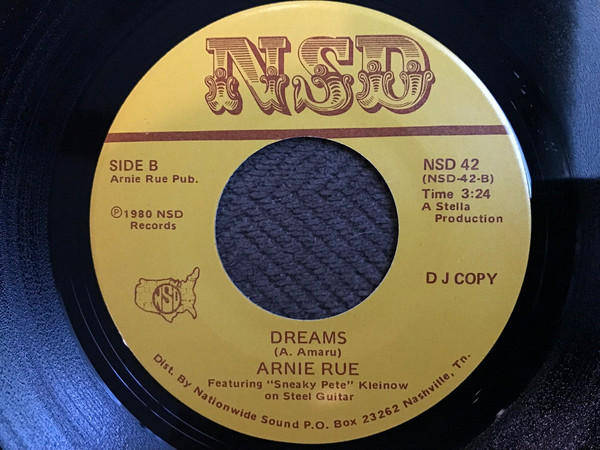 NSD
SIDE B
Arnie Rue Pub.
℗1980 NSD
Records
NSD 42
(NSD-42-B)
Time 3:24
A Stella
Production
NSD
D J COPY
DREAMS
(A. Amaru)
ARNIE RUE
Featuring "Sneaky Pete" Kleinow
on Steel Guitar
Dist. By Nationwide Sound P.O. Box 23262 Nashville, Tn.